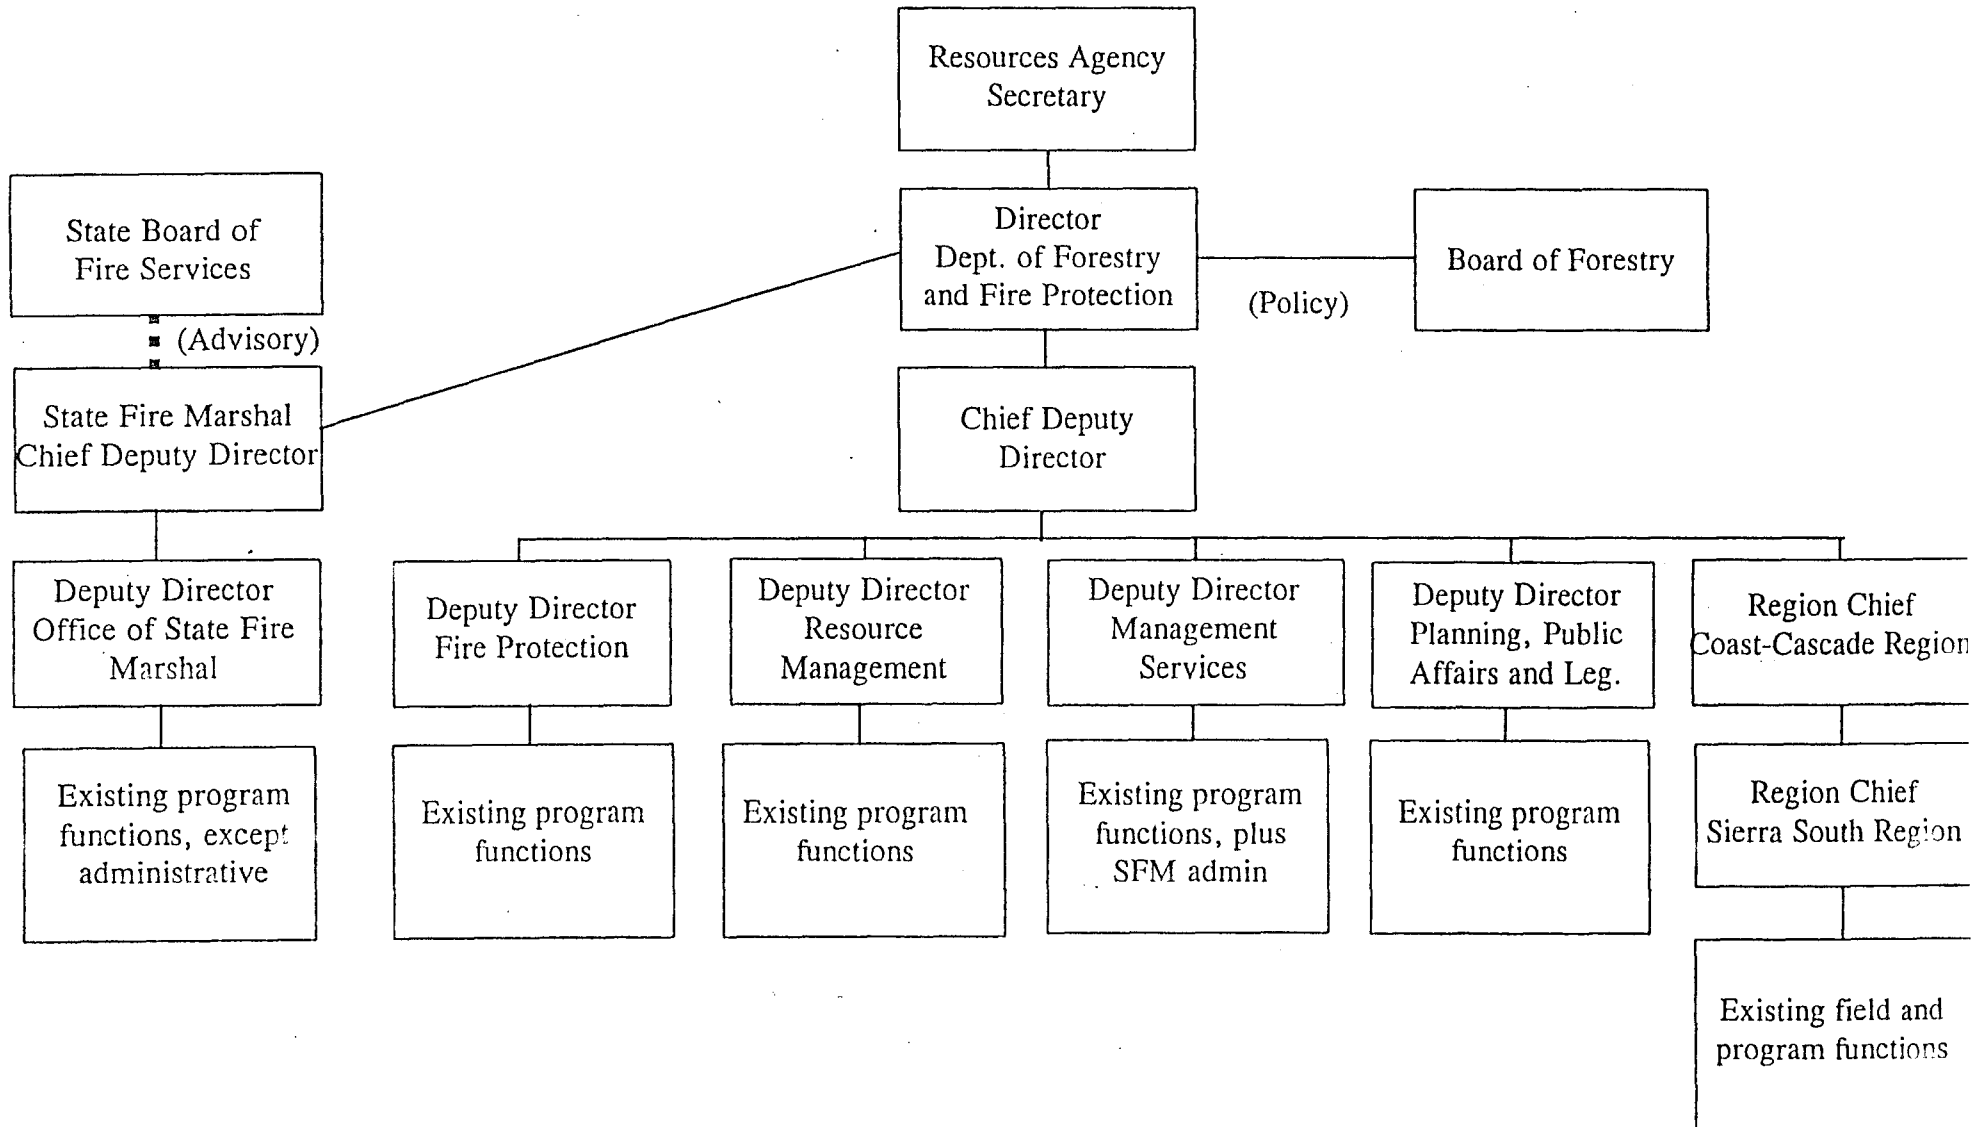 Resources Agency
Secretary
State Board of
Fire Services
Director
Dept. of Forestry
and Fire Protection
Board of Forestry
(Policy)
(Advisory)
State Fire Marshal
Chief Deputy Director
Chief Deputy
Director
Deputy Director
Office of State Fire
Marshal
Deputy Director
Fire Protection
Deputy Director
Resource
Management
Deputy Director
Management
Services
Deputy Director
Planning, Public
Affairs and Leg.
Region Chief
Coast-Cascade Region
Existing program
functions, except
administrative
Existing program
functions
Existing program
functions
Existing program
functions, plus
SFM admin
Existing program
functions
Region Chief
Sierra South Region
Existing field and
program functions